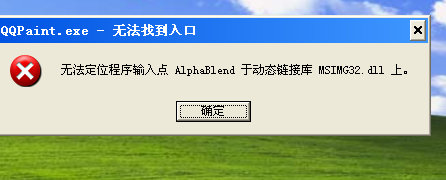 QQPaint.exe - 无法找到入口
无法定位程序输入点 AlphaBlend 于动态链接库 MSIMG32.dll 上。
确定